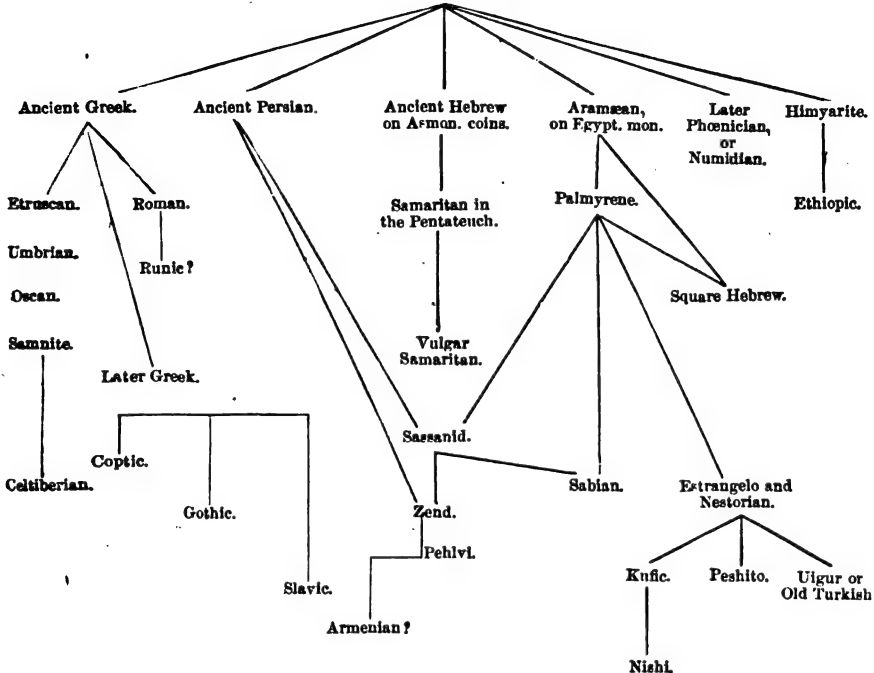 Ancient Greek.
Ancient Persian.
Ancient Hebrew
on Asmon. coins.
Aramæan,
on Egypt. mon.
Later
Phœnician,
or
Numidian.
Himyarite.
Etruscan.
Roman.
Samaritan in
the Pentateuch.
Palmyrene.
Ethiopic.
Umbrian.
Runic?
Oscan.
Square Hebrew.
Samnite.
Vulgar
Samaritan.
Later Greek.
Sassanid.
Coptic.
Celtiberian.
Sabian.
Estrangelo and
Nestorian.
Gothic.
Zend.
Pehlvi.
Slavic.
Kufic.
Peshito.
Uigur or
Old Turkish
Armenian?
Nishi.